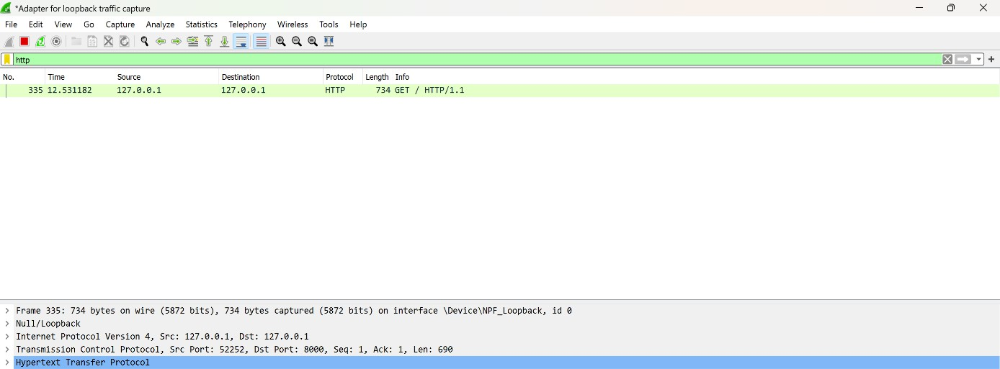 *Adapter for loopback traffic capture
File Edit View Go Capture Analyze Statistics Telephony Wireless Tools Help
http
No. Time Source Destination Protocol Length Info
335 12.531182 127.0.0.1 127.0.0.1 HTTP 734 GET / HTTP/1.1
> Frame 335: 734 bytes on wire (5872 bits), 734 bytes captured (5872 bits) on interface \Device\NPF_Loopback, id 0
> Null/Loopback
> Internet Protocol Version 4, Src: 127.0.0.1, Dst: 127.0.0.1
> Transmission Control Protocol, Src Port: 52252, Dst Port: 8000, Seq: 1, Ack: 1, Len: 690
> Hypertext Transfer Protocol